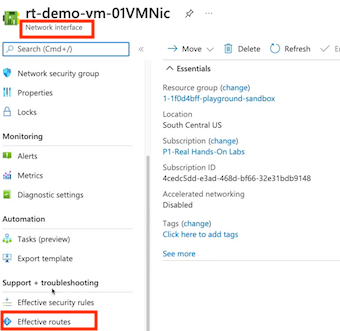 rt-demo-vm-01VMNic
Network interface
Search (Cmd+/)
Network security group
Properties
Locks
Monitoring
Alerts
Metrics
Diagnostic settings
Automation
Tasks (preview)
Export template
Support + troubleshooting
Effective security rules
Effective routes
Move
Delete
Refresh
Essentials
Resource group (change)
1-1f0d4bff-playground-sandbox
Location
South Central US
Subscription (change)
P1-Real Hands-On Labs
Subscription ID
4cedc5dd-e3ad-468d-bf66-32e31bdb9148
Accelerated networking
Disabled
Tags (change)
Click here to add tags
See more